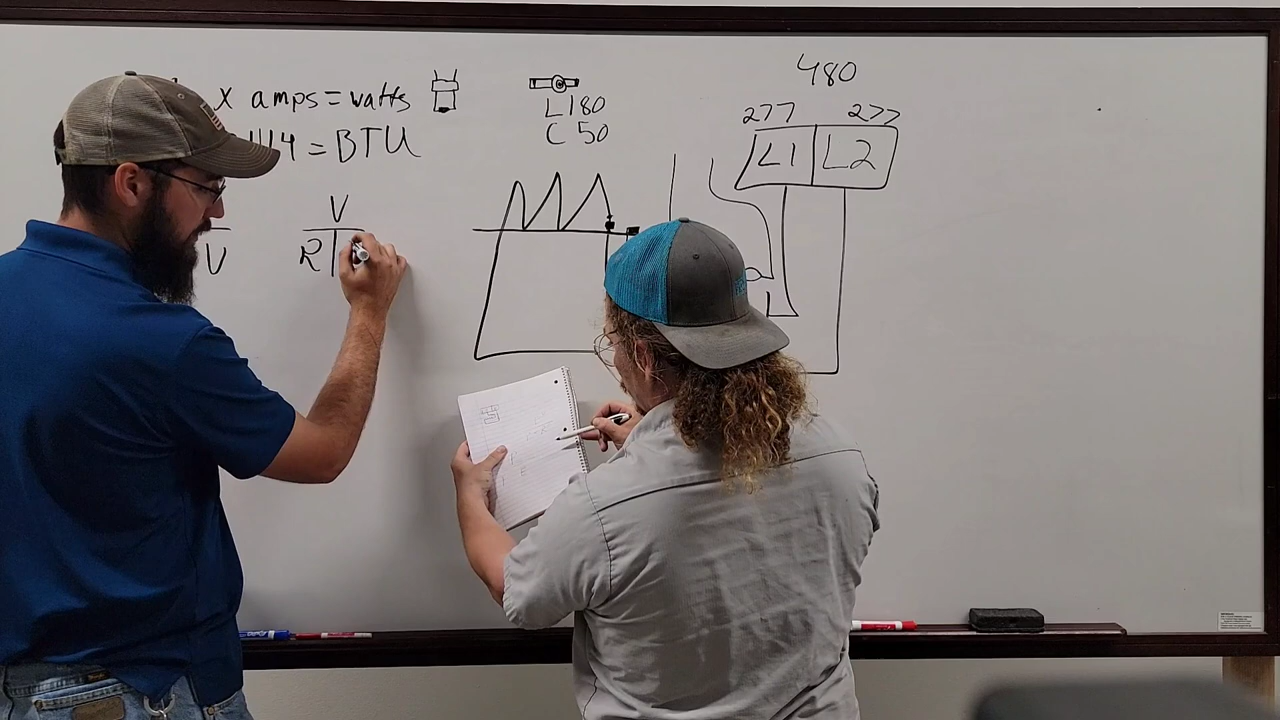 x amps = watts
= BTU
V
V
R
L180
C 50
480
277 277
L1 L2